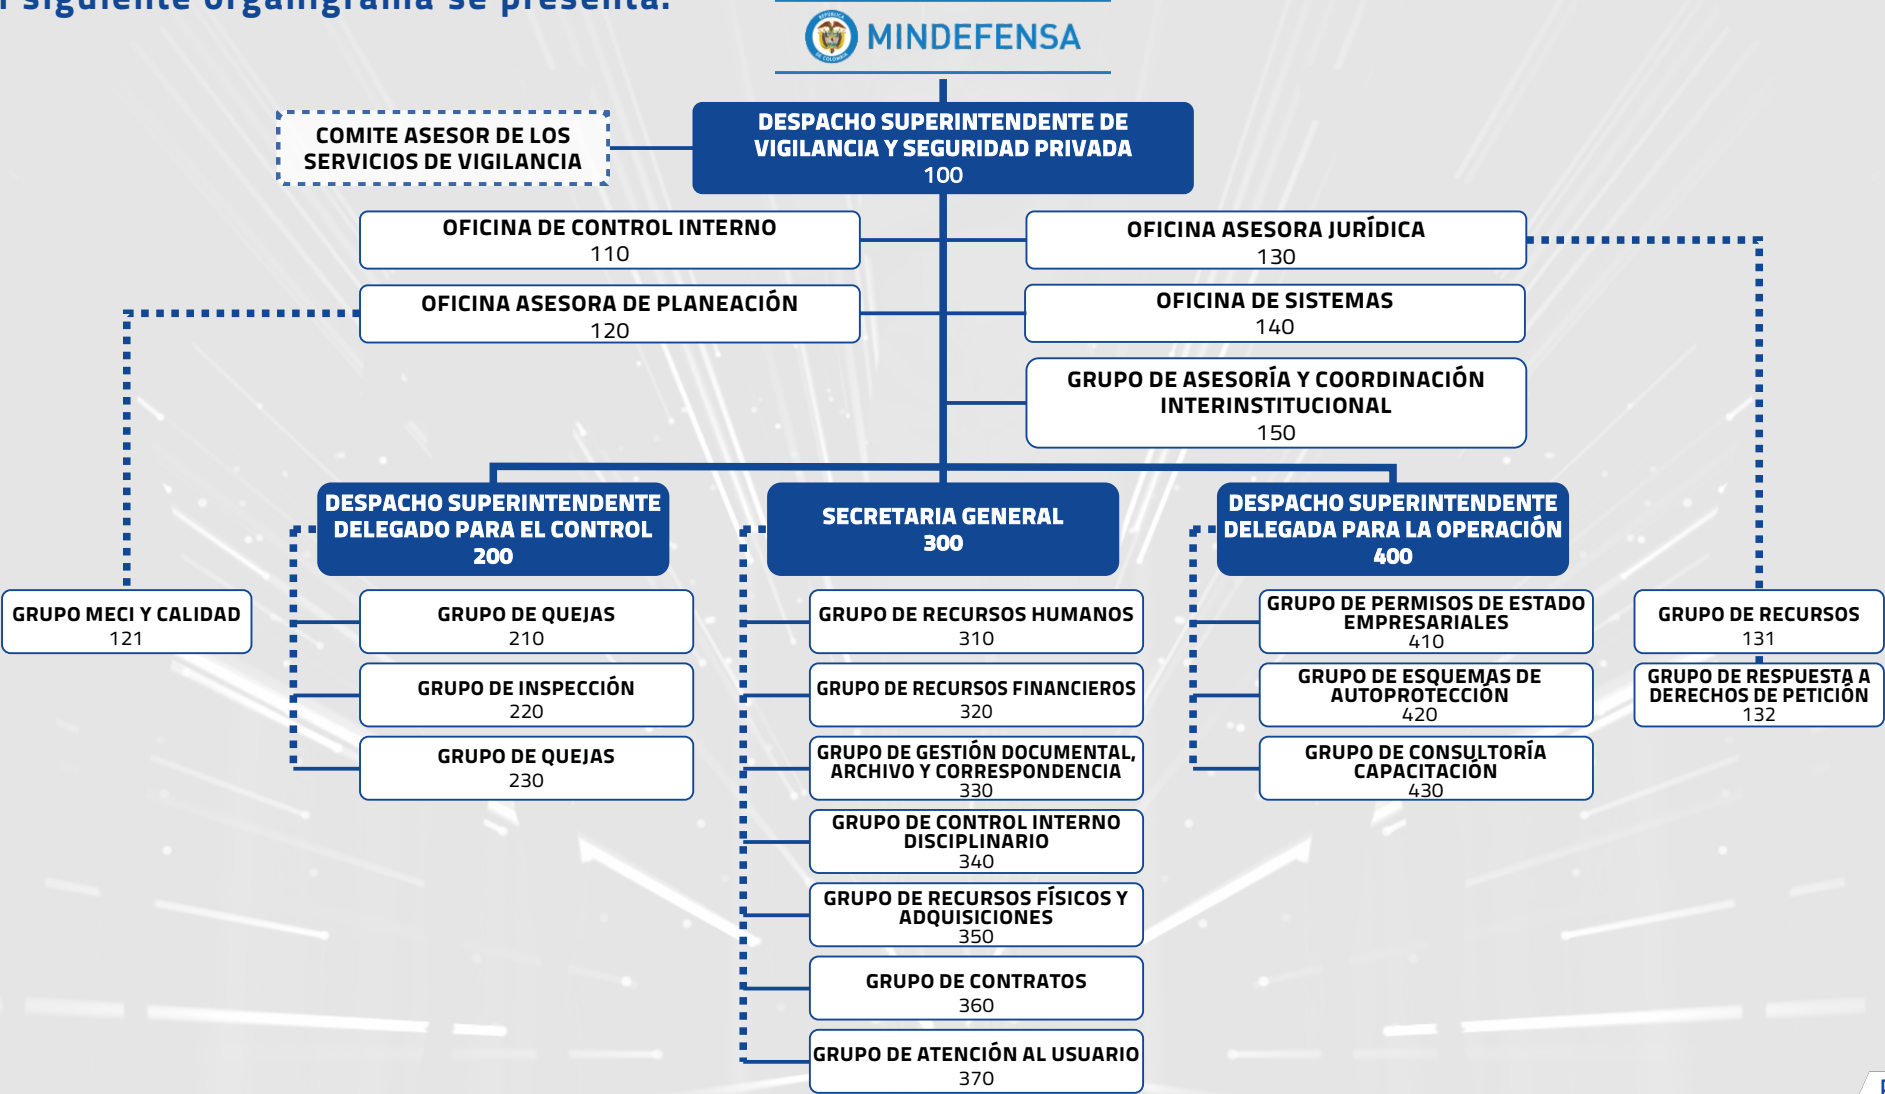 siguiente organigrama se presenta:
MINDEFENSA
COMITE ASESOR DE LOS
SERVICIOS DE VIGILANCIA
DESPACHO SUPERINTENDENTE DE
VIGILANCIA Y SEGURIDAD PRIVADA
100
OFICINA DE CONTROL INTERNO
110
OFICINA ASESORA JURÍDICA
130
OFICINA ASESORA DE PLANEACIÓN
120
OFICINA DE SISTEMAS
140
GRUPO DE ASESORÍA Y COORDINACIÓN
INTERINSTITUCIONAL
150
DESPACHO SUPERINTENDENTE
DELEGADO PARA EL CONTROL
200
SECRETARIA GENERAL
300
DESPACHO SUPERINTENDENTE
DELEGADA PARA LA OPERACIÓN
400
GRUPO MECI Y CALIDAD
121
GRUPO DE QUEJAS
210
GRUPO DE INSPECCIÓN
220
GRUPO DE QUEJAS
230
GRUPO DE RECURSOS HUMANOS
310
GRUPO DE RECURSOS FINANCIEROS
320
GRUPO DE GESTIÓN DOCUMENTAL,
ARCHIVO Y CORRESPONDENCIA
330
GRUPO DE CONTROL INTERNO
DISCIPLINARIO
340
GRUPO DE RECURSOS FÍSICOS Y
ADQUISICIONES
350
GRUPO DE CONTRATOS
360
GRUPO DE ATENCIÓN AL USUARIO
370
GRUPO DE PERMISOS DE ESTADO
EMPRESARIALES
410
GRUPO DE ESQUEMAS DE
AUTOPROTECCIÓN
420
GRUPO DE CONSULTORÍA
CAPACITACIÓN
430
GRUPO DE RECURSOS
131
GRUPO DE RESPUESTA A
DERECHOS DE PETICIÓN
132